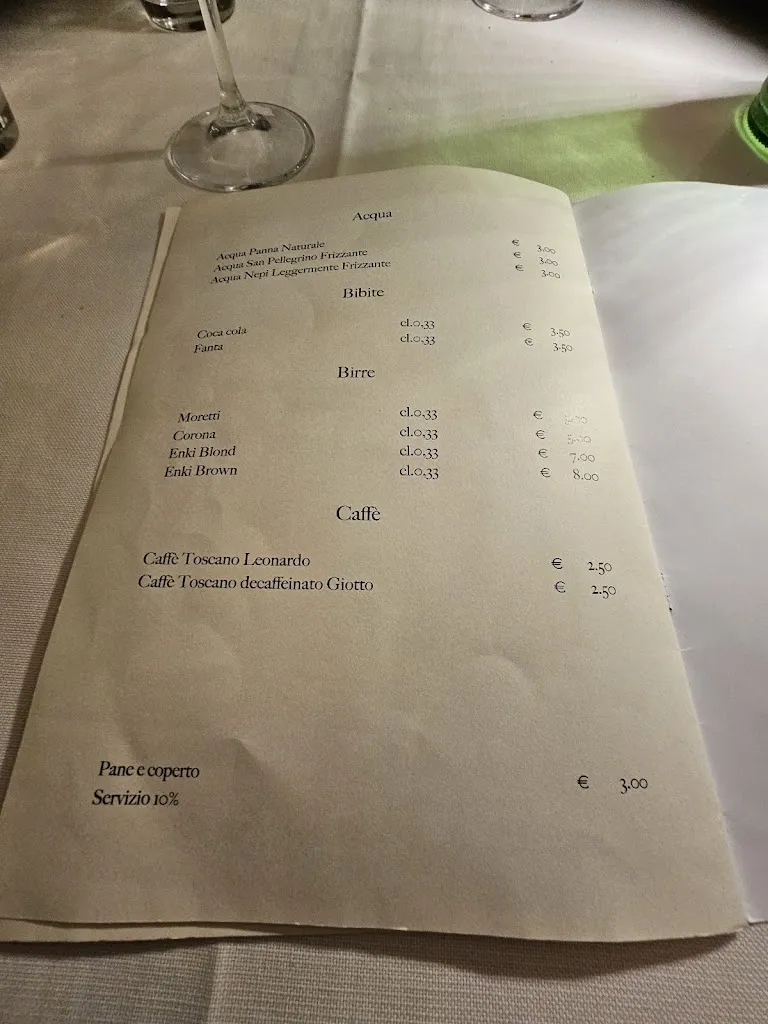 Acqua
Acqua Panna Naturale € 3.00
Acqua San Pellegrino Frizzante € 3.00
Acqua Nepi Leggermente Frizzante € 3.00
Bibite
Coca cola cl.0,33 € 3.50
Fanta cl.0,33 € 3.50
Birre
Moretti cl.0,33 €
Corona cl.0,33 €
Enki Blond cl.0,33 € 7.00
Enki Brown cl.0,33 € 8.00
Caffè
Caffè Toscano Leonardo € 2.50
Caffè Toscano decaffeinato Giotto € 2.50
Pane e coperto € 3.00
Servizio 10%